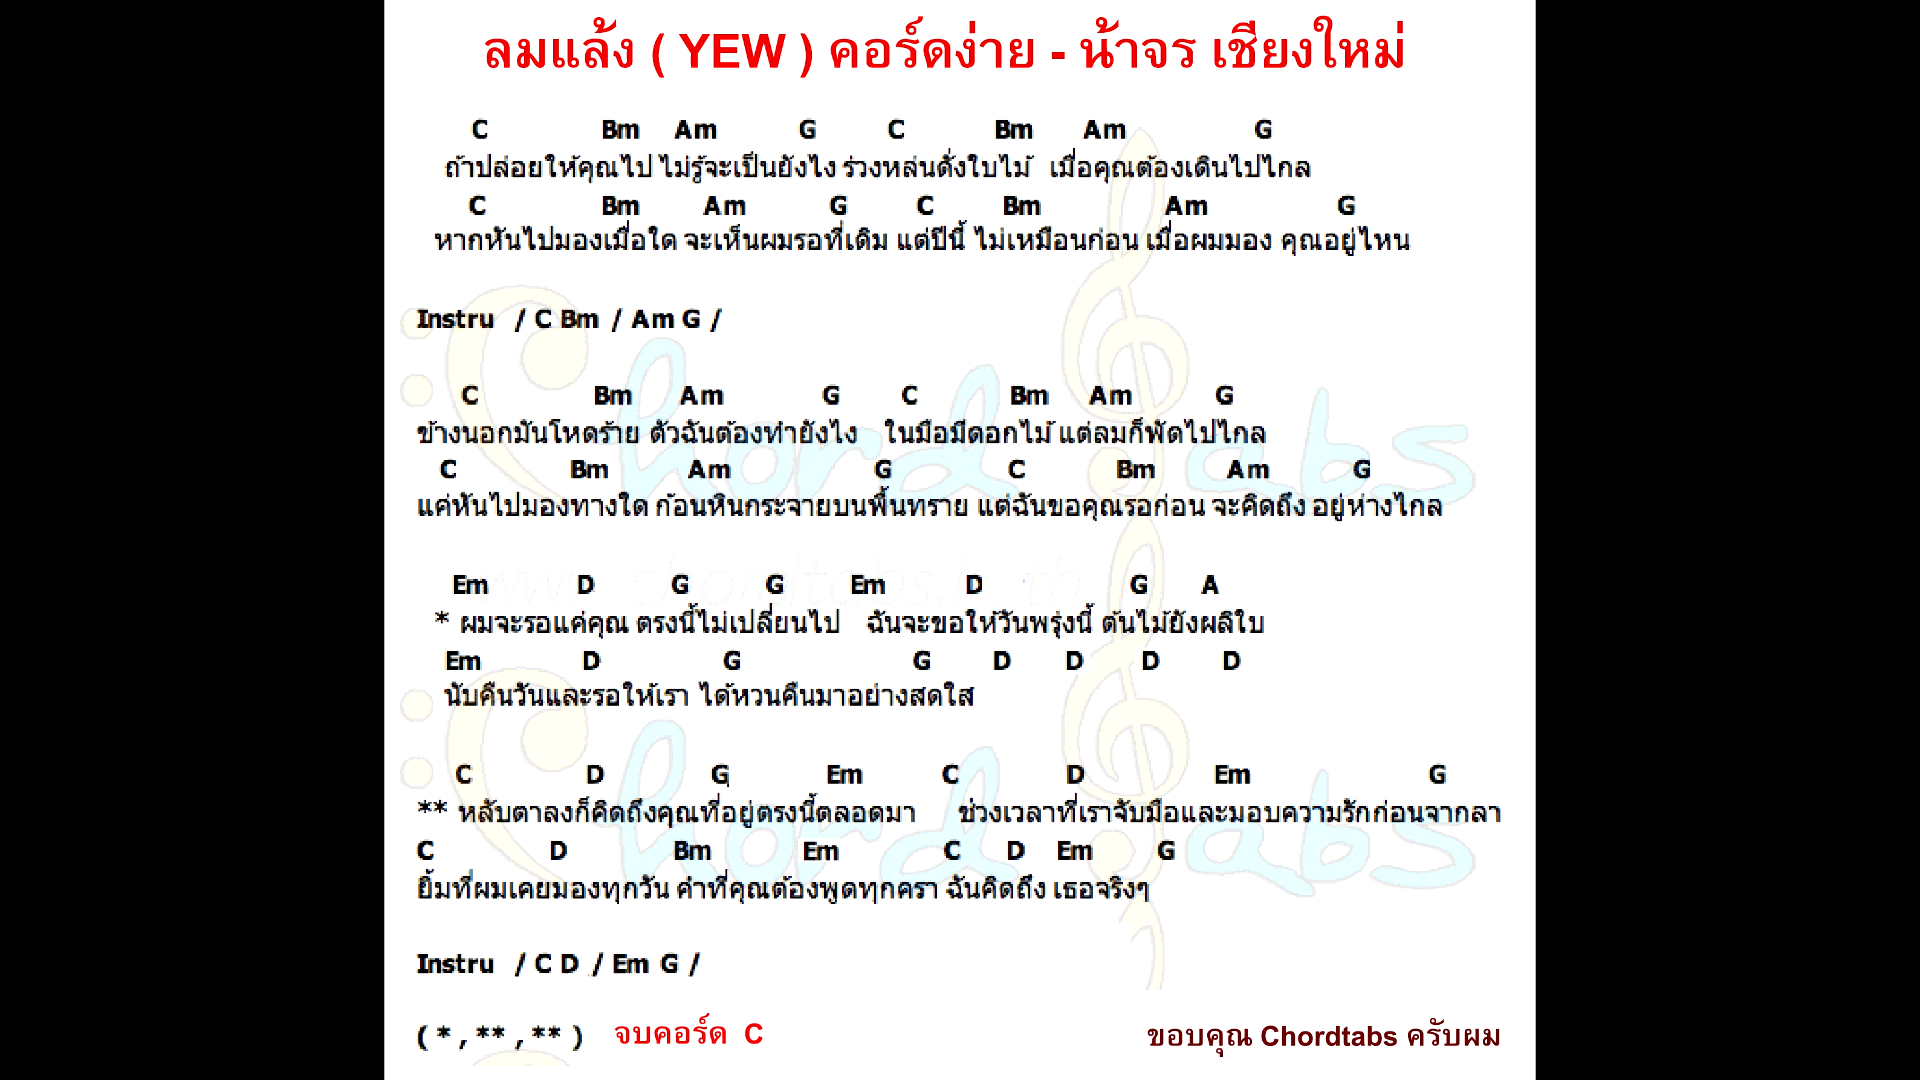 ลมแล้ง ( YEW ) คอร์ดง่าย - น้าจร เชียงใหม่
C Bm Am G C Bm Am G
ถ้าปล่อยให้คุณไป ไม่รู้จะเป็นยังไง ร่วงหล่นดั่งใบไม้ เมื่อคุณต้องเดินไปไกล
C Bm Am G C Bm Am G
หากหันไปมองเมื่อใด จะเห็นผมรอที่เดิม แต่ปีนี้ ไม่เหมือนก่อน เมื่อผมมอง คุณอยู่ไหน
Instru / C Bm / Am G /
C Bm Am G C Bm Am G
ข้างนอกมันโหดร้าย ตัวฉันต้องทำยังไง ในมือมีดอกไม้ แต่ลมก็พัดไปไกล
C Bm Am G C Bm Am G
แค่หันไปมองทางใด ก้อนหินกระจายบนพื้นทราย แต่ฉันขอคุณรอก่อน จะคิดถึง อยู่ห่างไกล
Em D G G Em D G A
* ผมจะรอแค่คุณ ตรงนี้ไม่เปลี่ยนไป ฉันจะขอให้วันพรุ่งนี้ ต้นไม้ยังผลิใบ
Em D G G D D D D
นับคืนวันและรอให้เรา ได้หวนคืนมาอย่างสดใส
C D G Em C D Em G
** หลับตาลงก็คิดถึงคุณที่อยู่ตรงนี้ตลอดมา ช่วงเวลาที่เราจับมือและมอบความรักก่อนจากลา
C D Bm Em C D Em G
ยิ้มที่ผมเคยมองทุกวัน คำที่คุณต้องพูดทุกครา ฉันคิดถึง เธอจริงๆ
Instru / C D / Em G /
( * , ** , ** ) จบคอร์ด C ขอบคุณ Chordtabs ครับผม